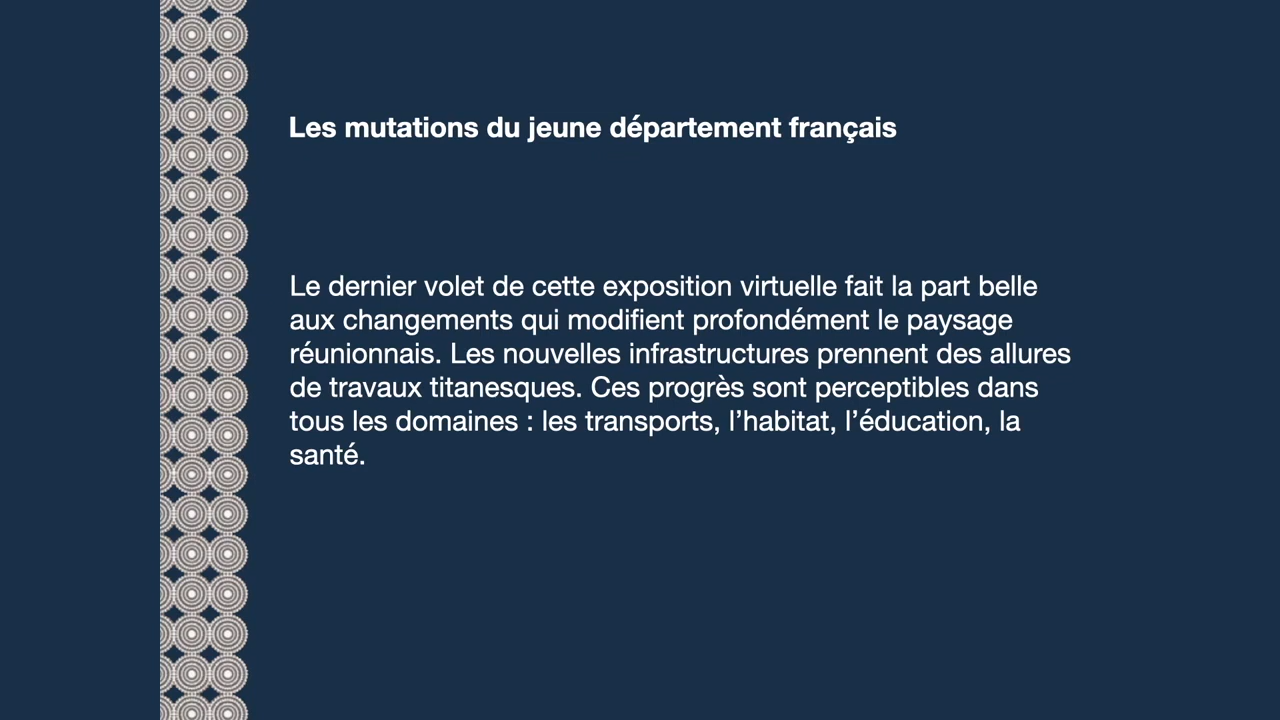 Les mutations du jeune département français
Le dernier volet de cette exposition virtuelle fait la part belle
aux changements qui modifient profondément le paysage
réunionnais. Les nouvelles infrastructures prennent des allures
de travaux titanesques. Ces progrès sont perceptibles dans
tous les domaines : les transports, l’habitat, l’éducation, la
santé.